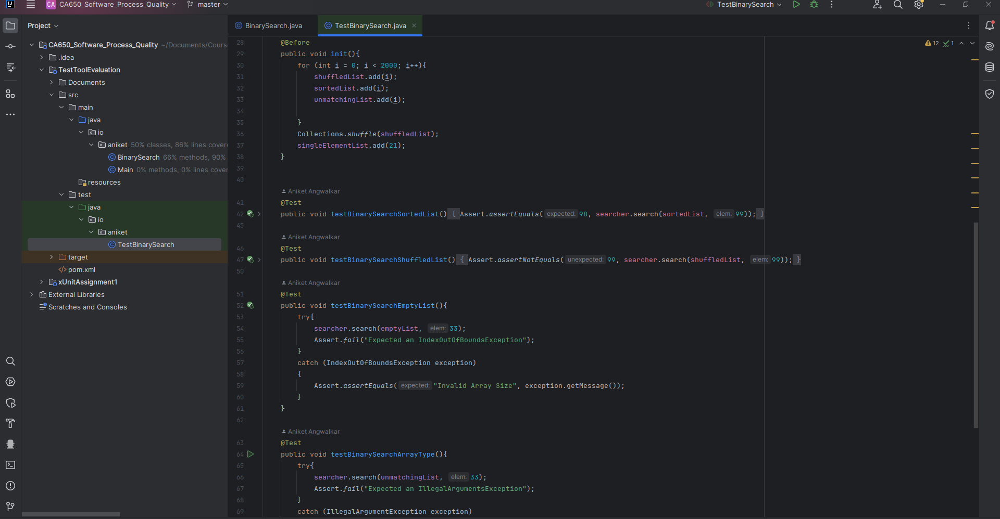 IJ CA CA650_Software_Process_Quality master TestBinarySearch
Project
CA650_Software_Process_Quality ~/Documents/Cours
.idea
TestToolEvaluation
Documents
src
main
java
io
aniket 50% classes, 86% lines cover
BinarySearch 66% methods, 90%
Main 0% methods, 0% lines cover
resources
test
java
io
aniket
TestBinarySearch
target
pom.xml
xUnitAssignment1
External Libraries
Scratches and Consoles
BinarySearch.java TestBinarySearch.java
12 1
28 @Before
29 public void init(){
30 for (int i = 0; i < 2000; i++){
31 shuffledList.add(i);
32 sortedList.add(i);
33 unmatchingList.add(i);
34
35 }
36 Collections.shuffle(shuffledList);
37 singleElementList.add(21);
38 }
39
40
Aniket Angwalkar
41 @Test
42 public void testBinarySearchSortedList() { Assert.assertEquals( expected: 98, searcher.search(sortedList, elem: 99)); }
45
Aniket Angwalkar
46 @Test
47 public void testBinarySearchShuffledList() { Assert.assertNotEquals( unexpected: 99, searcher.search(shuffledList, elem: 99)); }
50
Aniket Angwalkar
51 @Test
52 public void testBinarySearchEmptyList(){
53 try{
54 searcher.search(emptyList, elem: 33);
55 Assert.fail("Expected an IndexOutOfBoundsException");
56 }
57 catch (IndexOutOfBoundsException exception)
58 {
59 Assert.assertEquals( expected: "Invalid Array Size", exception.getMessage());
60 }
61 }
62
Aniket Angwalkar
63 @Test
64 public void testBinarySearchArrayType(){
65 try{
66 searcher.search(unmatchingList, elem: 33);
67 Assert.fail("Expected an IllegalArgumentsException");
68 }
69 catch (IllegalArgumentException exception)